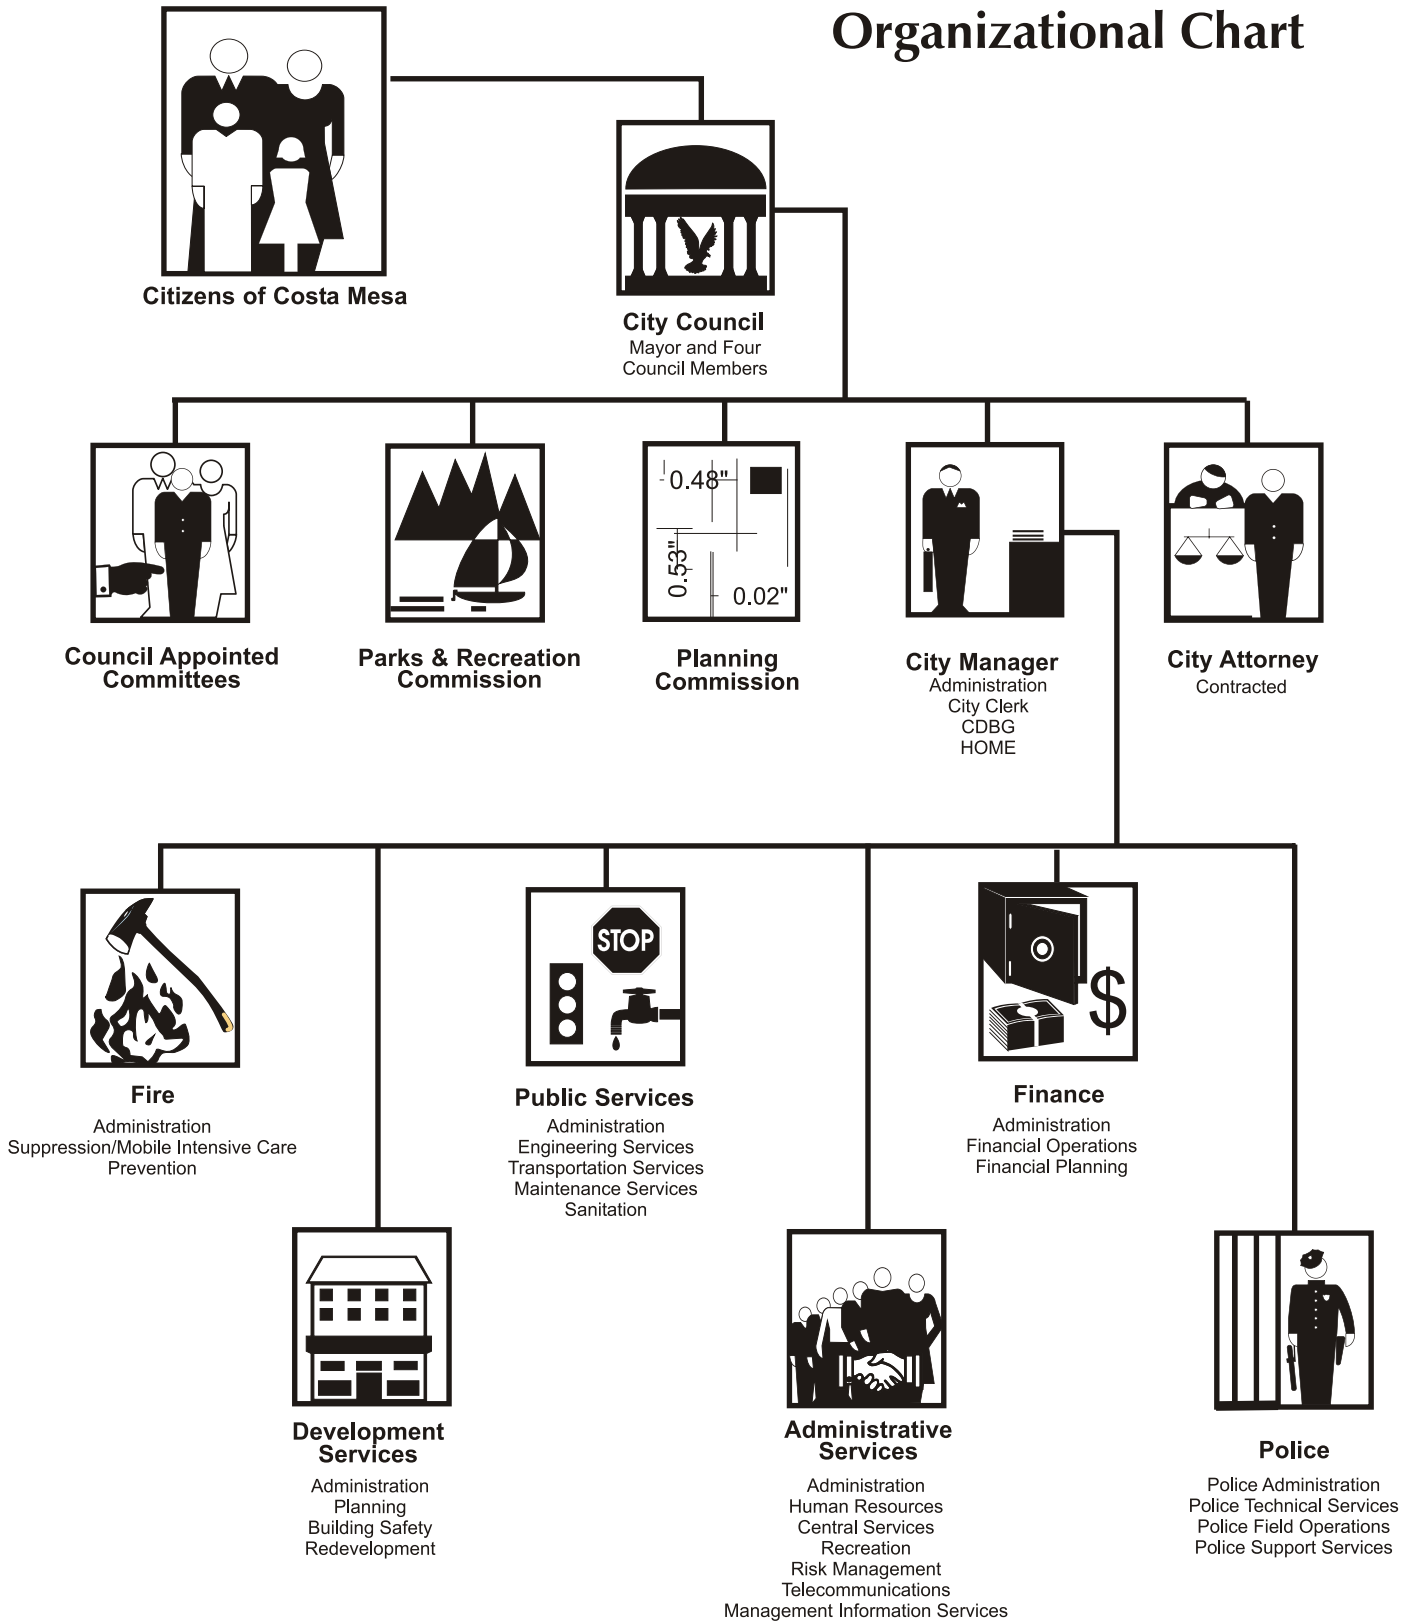 Organizational Chart
Citizens of Costa Mesa
City Council
Mayor and Four
Council Members
Council Appointed
Committees
Parks & Recreation
Commission
0.48"
0.53"
0.02"
Planning
Commission
City Manager
Administration
City Clerk
CDBG
HOME
City Attorney
Contracted
Fire
Administration
Suppression/Mobile Intensive Care
Prevention
STOP
Public Services
Administration
Engineering Services
Transportation Services
Maintenance Services
Sanitation
$
Finance
Administration
Financial Operations
Financial Planning
Development
Services
Administration
Planning
Building Safety
Redevelopment
Administrative
Services
Administration
Human Resources
Central Services
Recreation
Risk Management
Telecommunications
Management Information Services
Police
Police Administration
Police Technical Services
Police Field Operations
Police Support Services